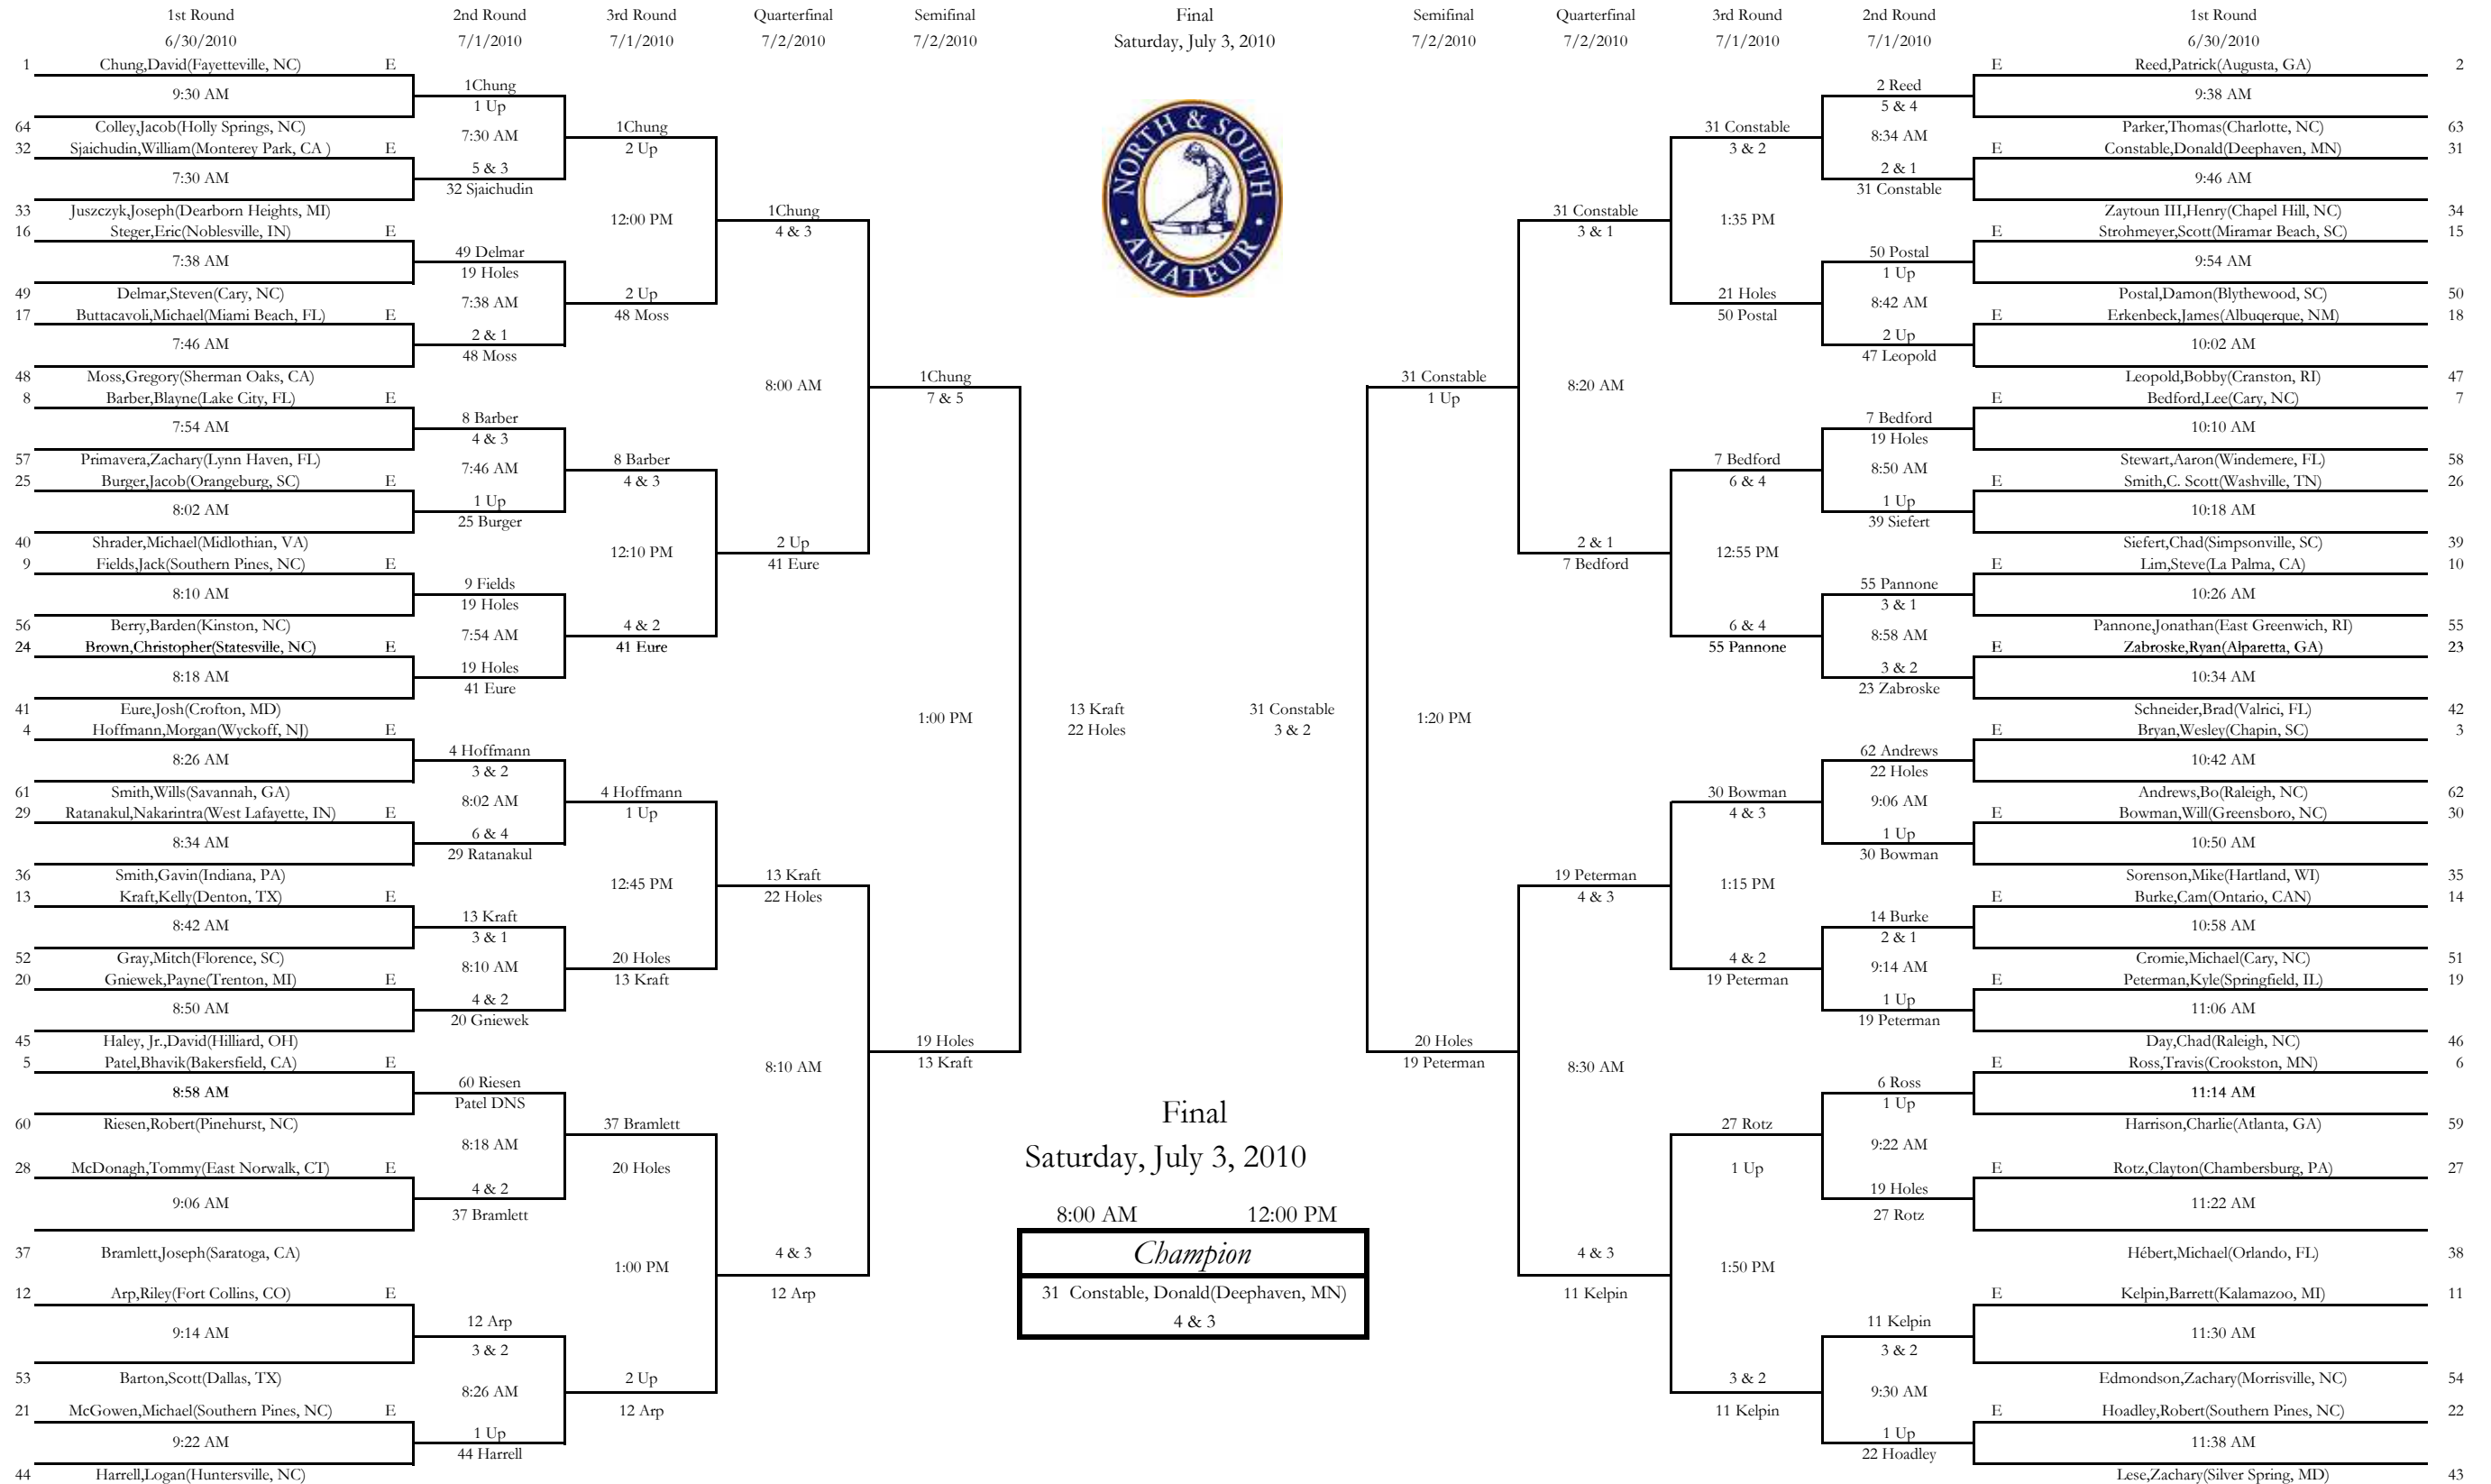 1st Round 2nd Round 3rd Round Quarterfinal Semifinal Final Semifinal Quarterfinal 3rd Round 2nd Round 1st Round
6/30/2010 7/1/2010 7/1/2010 7/2/2010 7/2/2010 Saturday, July 3, 2010 7/2/2010 7/2/2010 7/1/2010 7/1/2010 6/30/2010
1 Chung,David(Fayetteville, NC) E E Reed,Patrick(Augusta, GA) 2
1Chung 2 Reed
9:30 AM 9:38 AM
1 Up 5 & 4
64 Colley,Jacob(Holly Springs, NC) Parker,Thomas(Charlotte, NC) 63
7:30 AM 1Chung 31 Constable 8:34 AM
32 Sjaichudin,William(Monterey Park, CA ) E 2 Up 3 & 2 E Constable,Donald(Deephaven, MN) 31
5 & 3 2 & 1
7:30 AM 9:46 AM
32 Sjaichudin 31 Constable
33 Juszczyk,Joseph(Dearborn Heights, MI) 1Chung 31 Constable Zaytoun III,Henry(Chapel Hill, NC) 34
12:00 PM 1:35 PM
16 Steger,Eric(Noblesville, IN) E 4 & 3 3 & 1 E Strohmeyer,Scott(Miramar Beach, SC) 15
49 Delmar 50 Postal
7:38 AM 9:54 AM
19 Holes 1 Up
49 Delmar,Steven(Cary, NC) 2 Up 21 Holes Postal,Damon(Blythewood, SC) 50
7:38 AM 8:42 AM
17 Buttacavoli,Michael(Miami Beach, FL) E 48 Moss 50 Postal E Erkenbeck,James(Albuqerque, NM) 18
2 & 1 2 Up
7:46 AM 10:02 AM
48 Moss 47 Leopold
48 Moss,Gregory(Sherman Oaks, CA) 1Chung 31 Constable Leopold,Bobby(Cranston, RI) 47
8:00 AM 8:20 AM
8 Barber,Blayne(Lake City, FL) E 7 & 5 1 Up E Bedford,Lee(Cary, NC) 7
8 Barber 7 Bedford
7:54 AM 10:10 AM
4 & 3 19 Holes
57 Primavera,Zachary(Lynn Haven, FL) 8 Barber 7 Bedford Stewart,Aaron(Windemere, FL) 58
7:46 AM 8:50 AM
25 Burger,Jacob(Orangeburg, SC) E 4 & 3 6 & 4 E Smith,C. Scott(Washville, TN) 26
1 Up 1 Up
8:02 AM 10:18 AM
25 Burger 39 Siefert
40 Shrader,Michael(Midlothian, VA) 2 Up 2 & 1 Siefert,Chad(Simpsonville, SC) 39
12:10 PM 12:55 PM
9 Fields,Jack(Southern Pines, NC) E 41 Eure 7 Bedford E Lim,Steve(La Palma, CA) 10
9 Fields 55 Pannone
8:10 AM 10:26 AM
19 Holes 3 & 1
56 Berry,Barden(Kinston, NC) 4 & 2 6 & 4 Pannone,Jonathan(East Greenwich, RI) 55
7:54 AM 8:58 AM
24 Brown,Christopher(Statesville, NC) E 41 Eure 55 Pannone E Zabroske,Ryan(Alparetta, GA) 23
19 Holes 3 & 2
8:18 AM 10:34 AM
41 Eure 23 Zabroske
41 Eure,Josh(Crofton, MD) 13 Kraft 31 Constable Schneider,Brad(Valrici, FL) 42
1:00 PM 1:20 PM
4 Hoffmann,Morgan(Wyckoff, NJ) E 22 Holes 3 & 2 E Bryan,Wesley(Chapin, SC) 3
4 Hoffmann 62 Andrews
8:26 AM 10:42 AM
3 & 2 22 Holes
61 Smith,Wills(Savannah, GA) 4 Hoffmann 30 Bowman Andrews,Bo(Raleigh, NC) 62
8:02 AM 9:06 AM
29 Ratanakul,Nakarintra(West Lafayette, IN) E 1 Up 4 & 3 E Bowman,Will(Greensboro, NC) 30
6 & 4 1 Up
8:34 AM 10:50 AM
29 Ratanakul 30 Bowman
36 Smith,Gavin(Indiana, PA) 13 Kraft 19 Peterman Sorenson,Mike(Hartland, WI) 35
12:45 PM 1:15 PM
13 Kraft,Kelly(Denton, TX) E 22 Holes 4 & 3 E Burke,Cam(Ontario, CAN) 14
13 Kraft 14 Burke
8:42 AM 10:58 AM
3 & 1 2 & 1
52 Gray,Mitch(Florence, SC) 20 Holes 4 & 2 Cromie,Michael(Cary, NC) 51
8:10 AM 9:14 AM
20 Gniewek,Payne(Trenton, MI) E 13 Kraft 19 Peterman E Peterman,Kyle(Springfield, IL) 19
4 & 2 1 Up
8:50 AM 11:06 AM
20 Gniewek 19 Peterman
45 Haley, Jr.,David(Hilliard, OH) 19 Holes 20 Holes Day,Chad(Raleigh, NC) 46
5 Patel,Bhavik(Bakersfield, CA) E 13 Kraft 19 Peterman E Ross,Travis(Crookston, MN) 6
8:10 AM 8:30 AM
60 Riesen 6 Ross
8:58 AM 11:14 AM
Patel DNS 1 Up
Final
60 Riesen,Robert(Pinehurst, NC) 37 Bramlett 27 Rotz Harrison,Charlie(Atlanta, GA) 59
8:18 AM 9:22 AM
Saturday, July 3, 2010
28 McDonagh,Tommy(East Norwalk, CT) E 20 Holes 1 Up E Rotz,Clayton(Chambersburg, PA) 27
4 & 2 19 Holes
9:06 AM 11:22 AM
37 Bramlett 8:00 AM 12:00 PM 27 Rotz
37 Bramlett,Joseph(Saratoga, CA) 4 & 3 Champion 4 & 3 Hébert,Michael(Orlando, FL) 38
1:00 PM 1:50 PM
12 Arp,Riley(Fort Collins, CO) E 12 Arp 31 Constable, Donald(Deephaven, MN) 11 Kelpin E Kelpin,Barrett(Kalamazoo, MI) 11
12 Arp 4 & 3 11 Kelpin
9:14 AM 11:30 AM
3 & 2 3 & 2
53 Barton,Scott(Dallas, TX) 2 Up 3 & 2 Edmondson,Zachary(Morrisville, NC) 54
8:26 AM 9:30 AM
21 McGowen,Michael(Southern Pines, NC) E 12 Arp 11 Kelpin E Hoadley,Robert(Southern Pines, NC) 22
1 Up 1 Up
9:22 AM 11:38 AM
44 Harrell 22 Hoadley
44 Harrell,Logan(Huntersville, NC) Lese,Zachary(Silver Spring, MD) 43
NORTH & SOUTH
AMATEUR